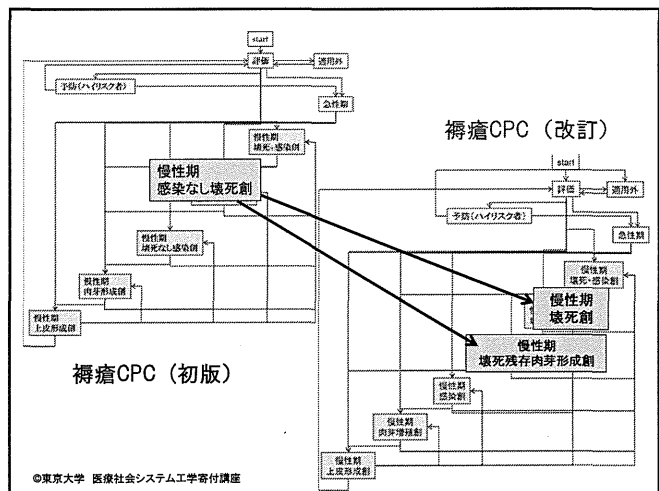 start
評価
適用外
予防(ハイリスク者)
急性期
慢性期
壊死・感染創
慢性期
感染なし壊死創
慢性期
壊死なし感染創
慢性期
肉芽形成創
慢性期
上皮形成創
褥瘡CPC（初版）
褥瘡CPC（改訂）
start
評価
適用外
予防(ハイリスク者)
急性期
慢性期
壊死・感染創
慢性期
壊死創
慢性期
壊死残存肉芽形成創
慢性期
感染創
慢性期
肉芽増殖創
慢性期
上皮形成創
©東京大学 医療社会システム工学寄付講座